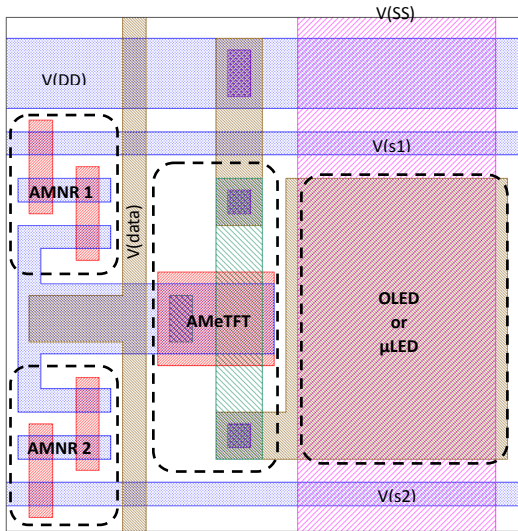 V(SS)
V(DD)
V(s1)
AMNR 1
V(data)
AMeTFT
OLED
or
μLED
AMNR 2
V(s2)